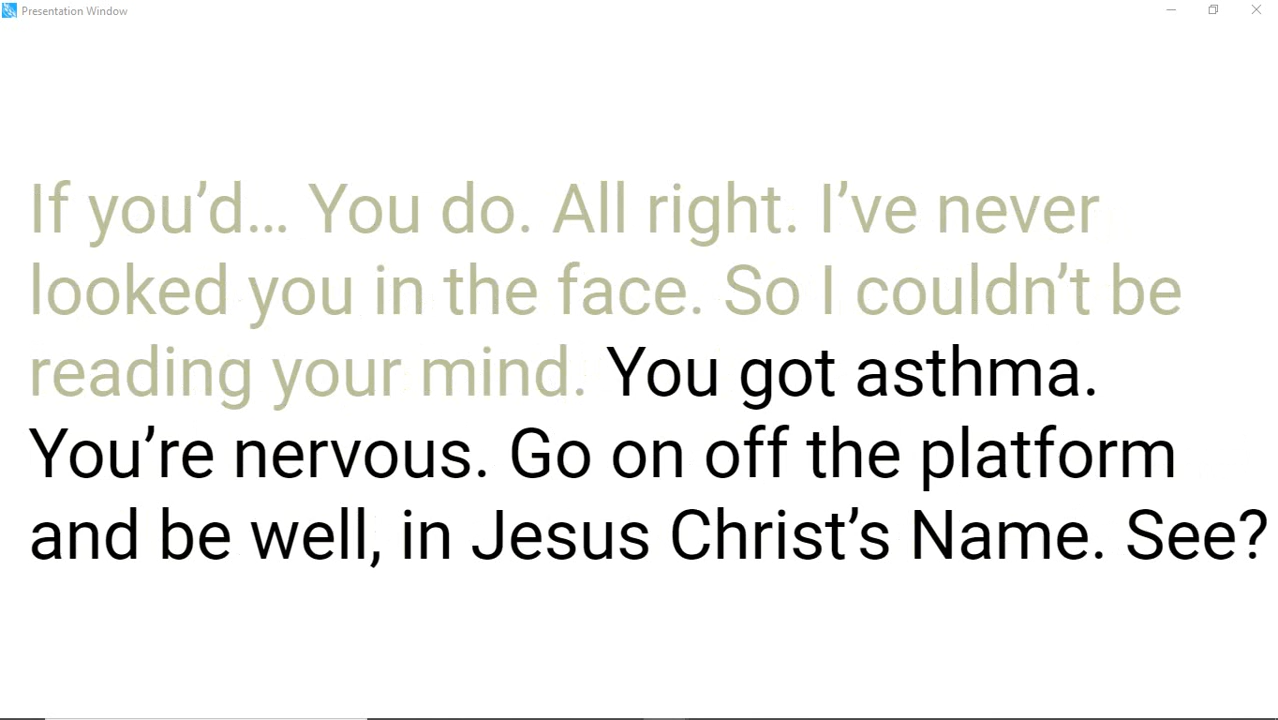 Presentation Window
If you’d… You do. All right. I’ve never
looked you in the face. So I couldn’t be
reading your mind. You got asthma.
You’re nervous. Go on off the platform
and be well, in Jesus Christ’s Name. See?